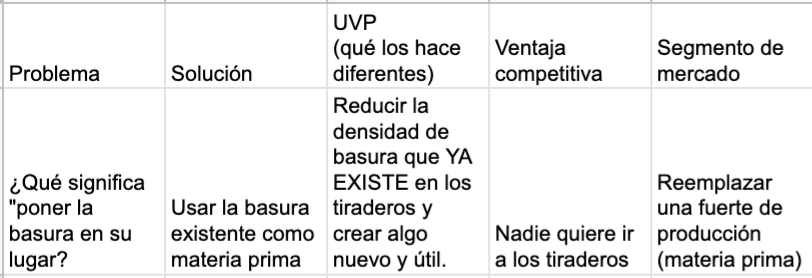 Problema
Solución
UVP
(qué los hace
diferentes)
Ventaja
competitiva
Segmento de
mercado
¿Qué significa
"poner la
basura en su
lugar?
Usar la basura
existente como
materia prima
Reducir la
densidad de
basura que YA
EXISTE en los
tiraderos y
crear algo
nuevo y útil.
Nadie quiere ir
a los tiraderos
Reemplazar
una fuerte de
producción
(materia prima)